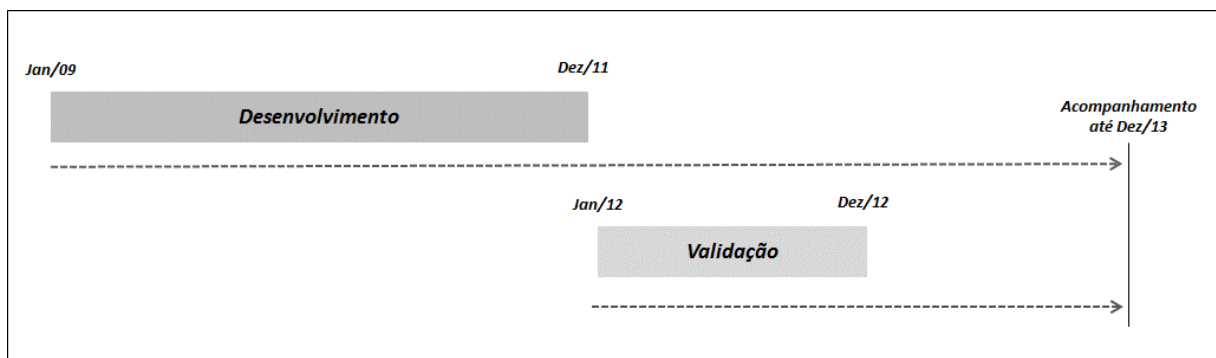 Jan/09
Dez/11
Desenvolvimento
Acompanhamento
até Dez/13
Jan/12
Dez/12
Validação